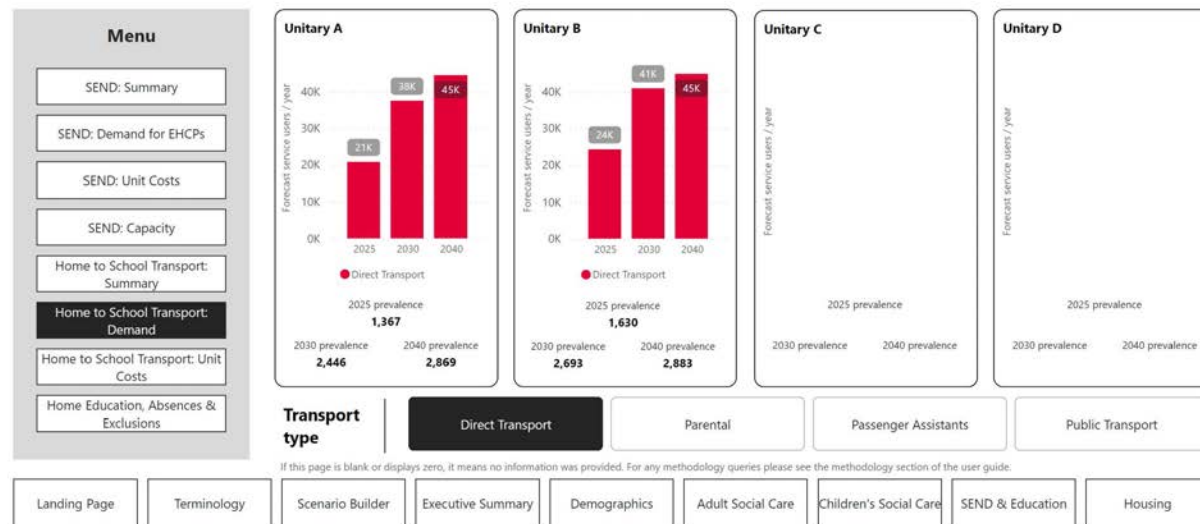 Menu
SEND: Summary
SEND: Demand for EHCPs
SEND: Unit Costs
SEND: Capacity
Home to School Transport:
Summary
Home to School Transport:
Demand
Home to School Transport: Unit
Costs
Home Education, Absences &
Exclusions
Unitary A
Forecast service users / year
40K
30K
20K
10K
0K
21K
38K
45K
2025
2030
2040
Direct Transport
2025 prevalence
1,367
2030 prevalence
2040 prevalence
2,446
2,869
Unitary B
Forecast service users / year
40K
30K
20K
10K
0K
24K
41K
45K
2025
2030
2040
Direct Transport
2025 prevalence
1,630
2030 prevalence
2040 prevalence
2,693
2,883
Unitary C
Forecast service users / year
2025 prevalence
2030 prevalence
2040 prevalence
Unitary D
Forecast service users / year
2025 prevalence
2030 prevalence
2040 prevalence
Transport
type
Direct Transport
Parental
Passenger Assistants
Public Transport
If this page is blank or displays zero, it means no information was provided. For any methodology queries please see the methodology section of the user guide.
Landing Page
Terminology
Scenario Builder
Executive Summary
Demographics
Adult Social Care
Children's Social Care
SEND & Education
Housing